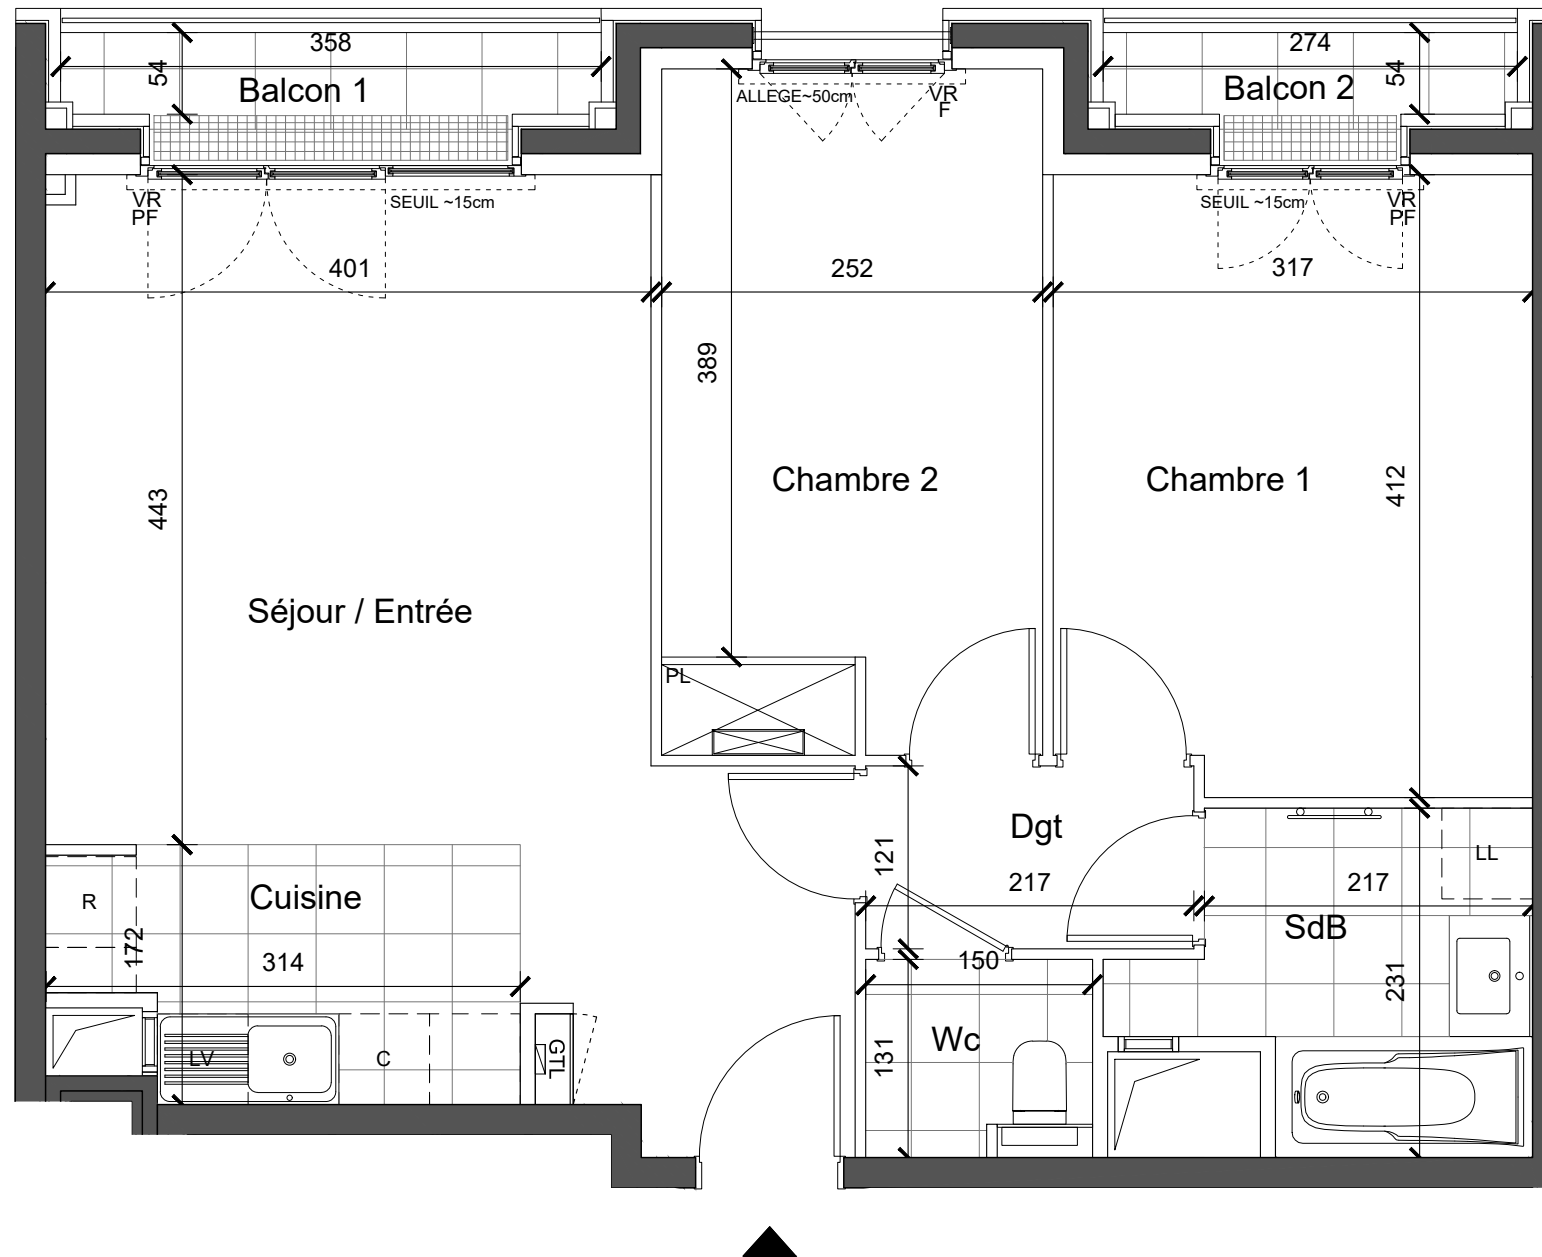 358
274
54
54
Balcon 1
Balcon 2
ALLEGE~50cm
VR
F
VR
PF
SEUIL ~15cm
SEUIL ~15cm
VR
PF
401
252
317
389
443
412
Chambre 2
Chambre 1
Séjour / Entrée
PL
Dgt
121
217
217
LL
R
Cuisine
172
314
SdB
150
231
Wc
131
LV
C
GTL